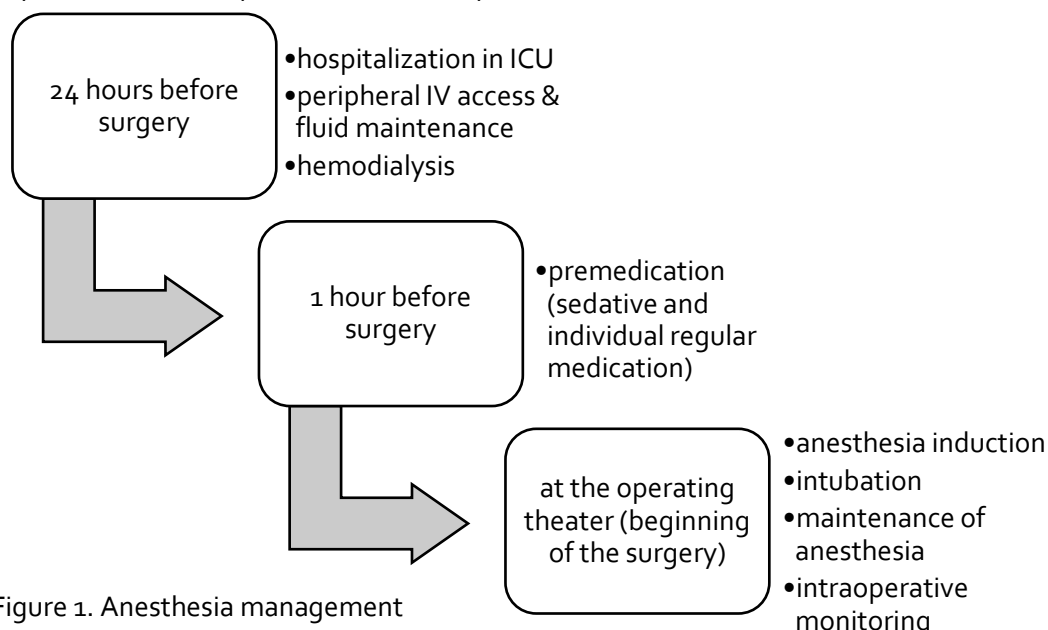 24 hours before
surgery
•hospitalization in ICU
•peripheral IV access &
fluid maintenance
•hemodialysis
1 hour before
surgery
•premedication
(sedative and
individual regular
medication)
at the operating
theater (beginning
of the surgery)
•anesthesia induction
•intubation
•maintenance of
anesthesia
•intraoperative
monitoring
Figure 1. Anesthesia management